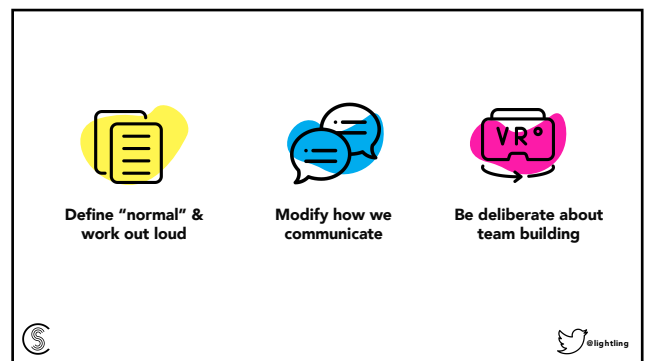 VR°
Define “normal” &
work out loud
Modify how we
communicate
Be deliberate about
team building
@lightling